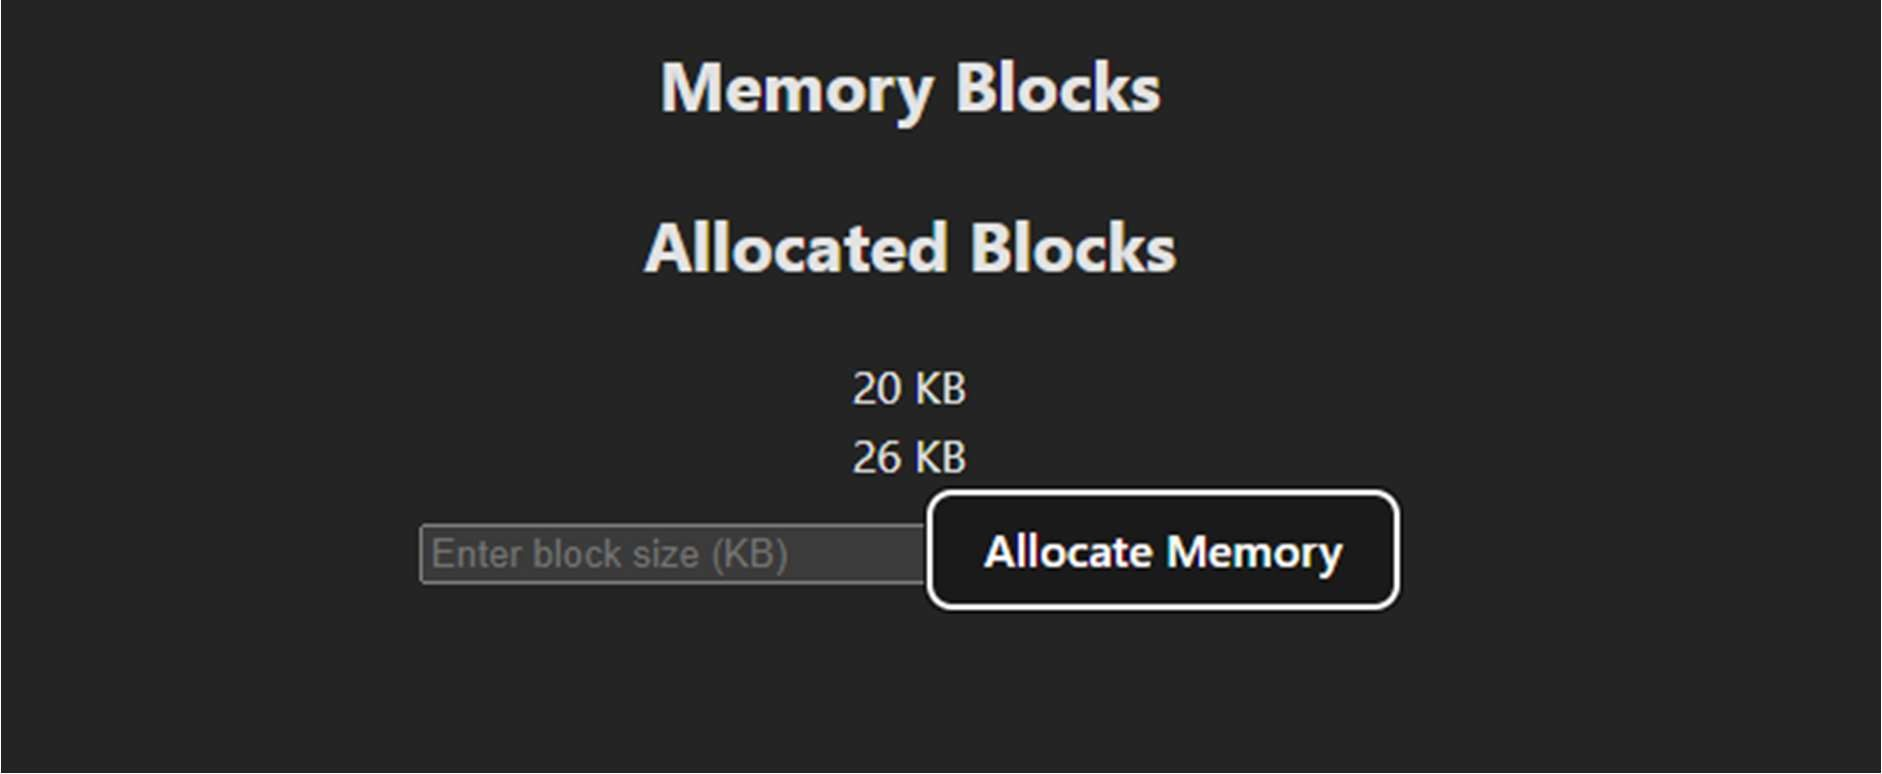 Memory Blocks
Allocated Blocks
20 KB
26 KB
Enter block size (KB)
Allocate Memory